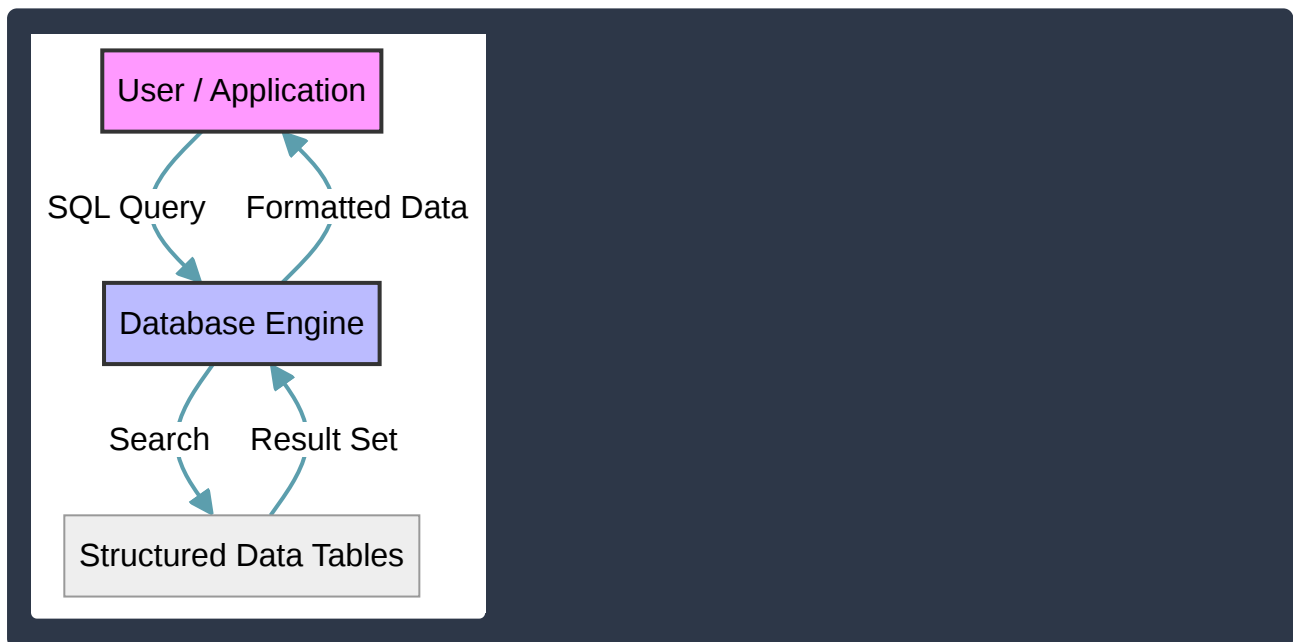 User / Application
SQL Query
Formatted Data
Database Engine
Search
Result Set
Structured Data Tables